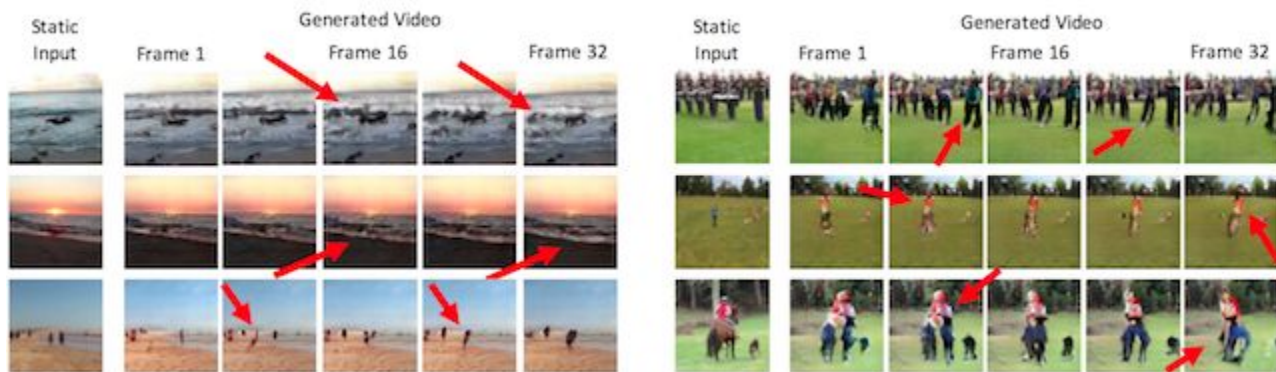 Generated Video
Static
Input
Frame 1
Frame 16
Frame 32
Generated Video
Static
Input
Frame 1
Frame 16
Frame 32